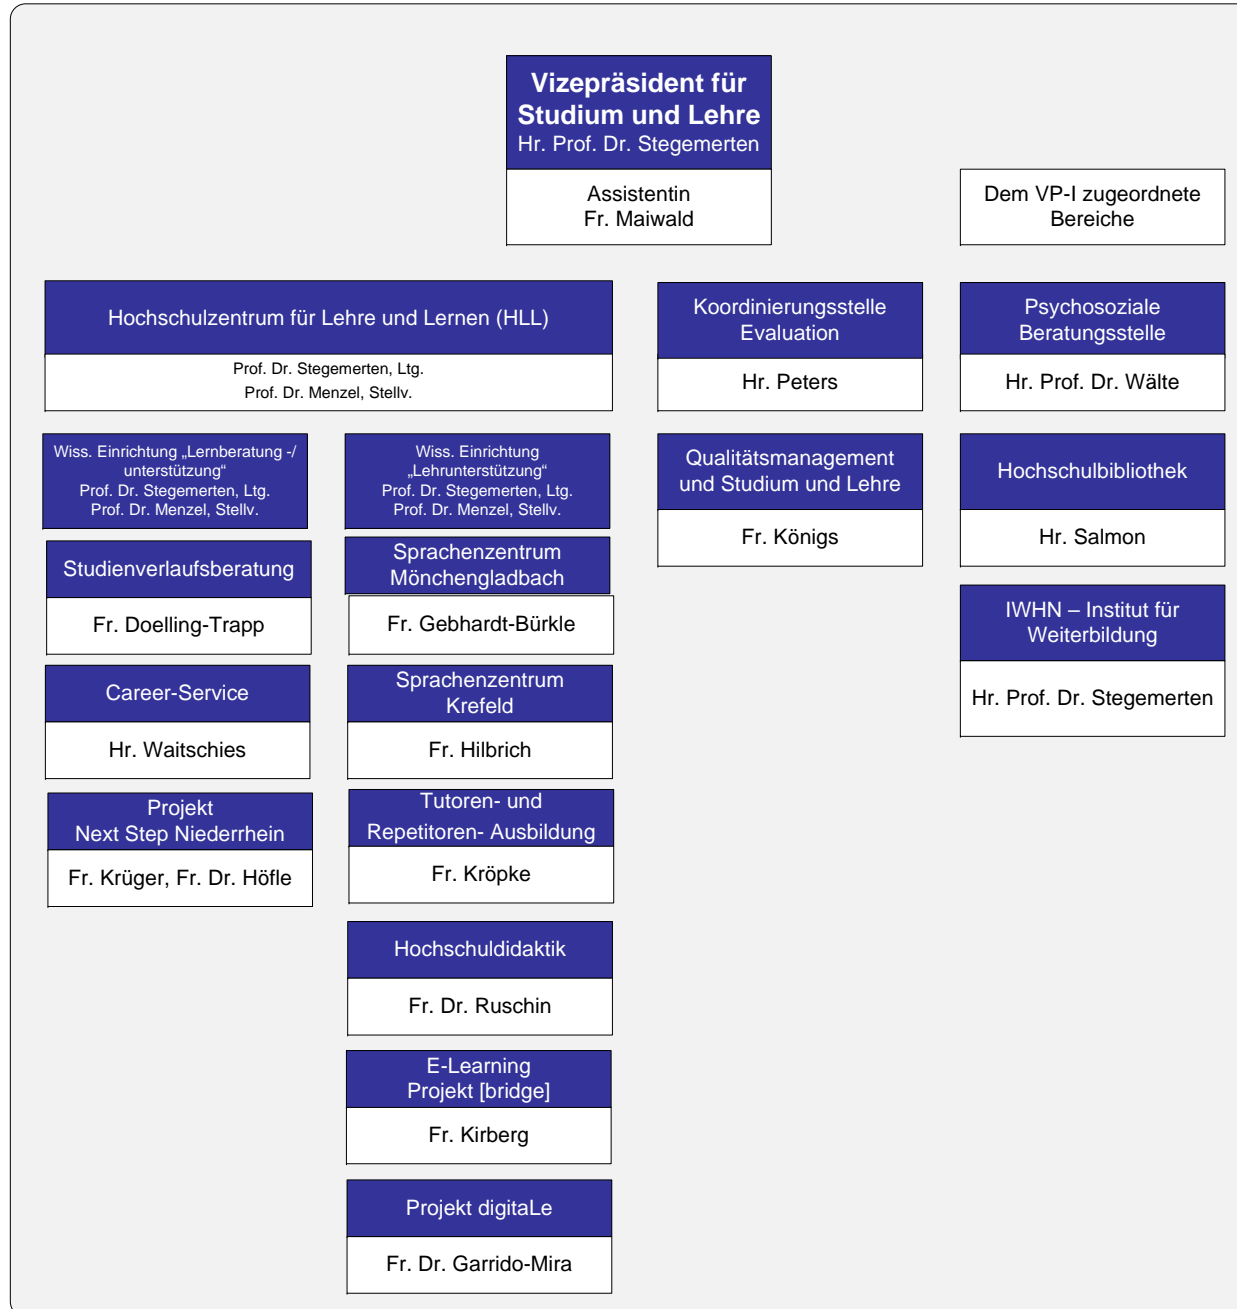 Vizepräsident für
Studium und Lehre
Hr. Prof. Dr. Stegemerten
Assistentin
Fr. Maiwald
Dem VP-I zugeordnete
Bereiche
Hochschulzentrum für Lehre und Lernen (HLL)
Prof. Dr. Stegemerten, Ltg.
Prof. Dr. Menzel, Stellv.
Wiss. Einrichtung „Lernberatung -/
unterstützung“
Prof. Dr. Stegemerten, Ltg.
Prof. Dr. Menzel, Stellv.
Studienverlaufsberatung
Fr. Doelling-Trapp
Career-Service
Hr. Waitschies
Projekt
Next Step Niederrhein
Fr. Krüger, Fr. Dr. Höfle
Wiss. Einrichtung
„Lehrunterstützung“
Prof. Dr. Stegemerten, Ltg.
Prof. Dr. Menzel, Stellv.
Sprachenzentrum
Mönchengladbach
Fr. Gebhardt-Bürkle
Sprachenzentrum
Krefeld
Fr. Hilbrich
Tutoren- und
Repetitoren- Ausbildung
Fr. Kröpke
Hochschuldidaktik
Fr. Dr. Ruschin
E-Learning
Projekt [bridge]
Fr. Kirberg
Projekt digitaLe
Fr. Dr. Garrido-Mira
Koordinierungsstelle
Evaluation
Hr. Peters
Qualitätsmanagement
und Studium und Lehre
Fr. Königs
Psychosoziale
Beratungsstelle
Hr. Prof. Dr. Wälte
Hochschulbibliothek
Hr. Salmon
IWHN – Institut für
Weiterbildung
Hr. Prof. Dr. Stegemerten